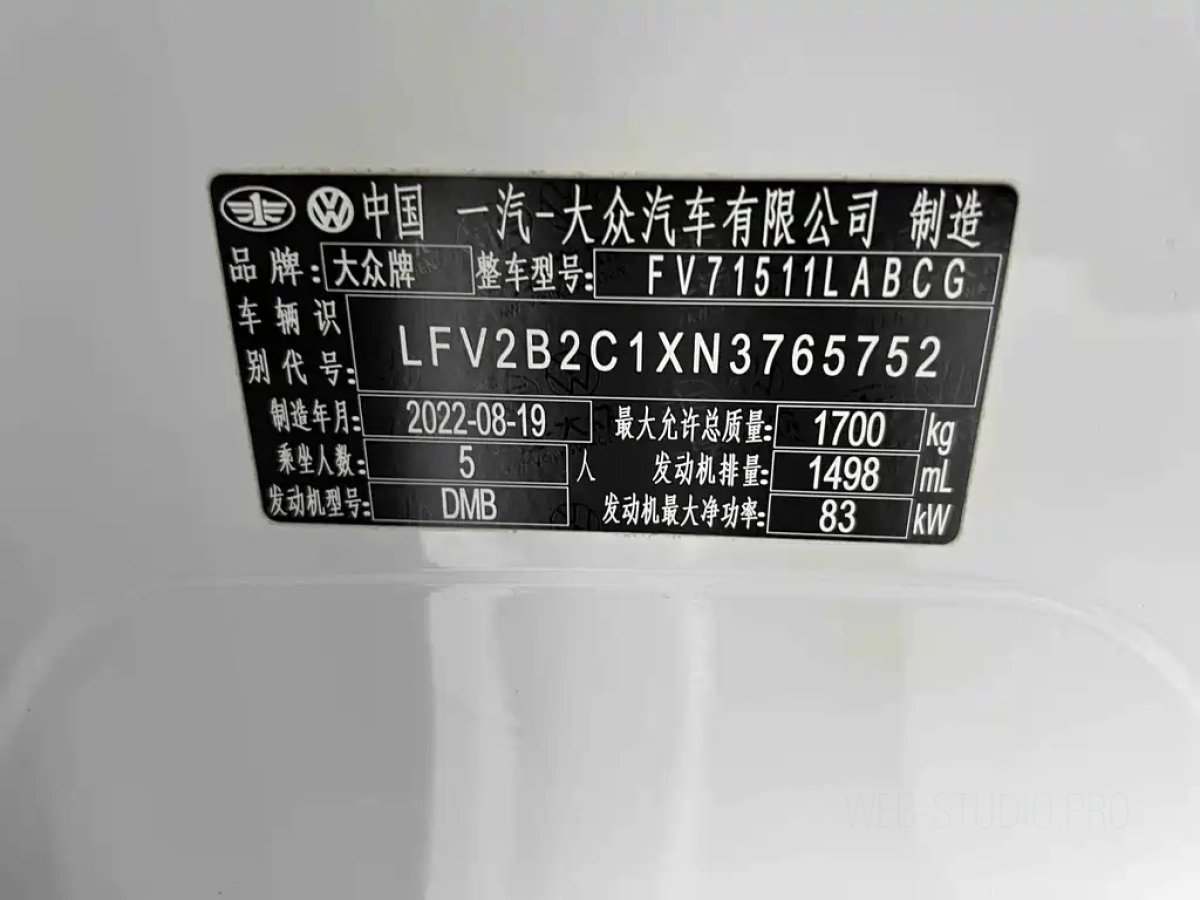 中国 一汽-大众汽车有限公司 制造
品牌: 大众牌 整车型号: FV71511LABCG
车辆识
别代号: LFV2B2C1XN3765752
制造年月: 2022-08-19 最大允许总质量: 1700 kg
乘坐人数: 5 人 发动机排量: 1498 mL
发动机型号: DMB 发动机最大净功率: 83 kW
WEB-STUDIO.PRO